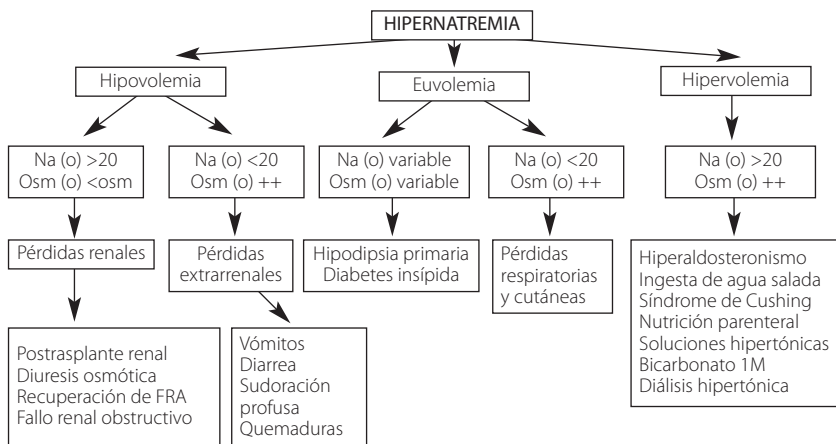 HIPERNATREMIA
Hipovolemia
Euvolemia
Hipervolemia
Na (o) >20
Osm (o) <osm
Na (o) <20
Osm (o) ++
Na (o) variable
Osm (o) variable
Na (o) <20
Osm (o) ++
Na (o) >20
Osm (o) ++
Pérdidas renales
Pérdidas
extrarrenales
Hipodipsia primaria
Diabetes insípida
Pérdidas
respiratorias
y cutáneas
Hiperaldosteronismo
Ingesta de agua salada
Síndrome de Cushing
Nutrición parenteral
Soluciones hipertónicas
Bicarbonato 1M
Diálisis hipertónica
Postrasplante renal
Diuresis osmótica
Recuperación de FRA
Fallo renal obstructivo
Vómitos
Diarrea
Sudoración
profusa
Quemaduras